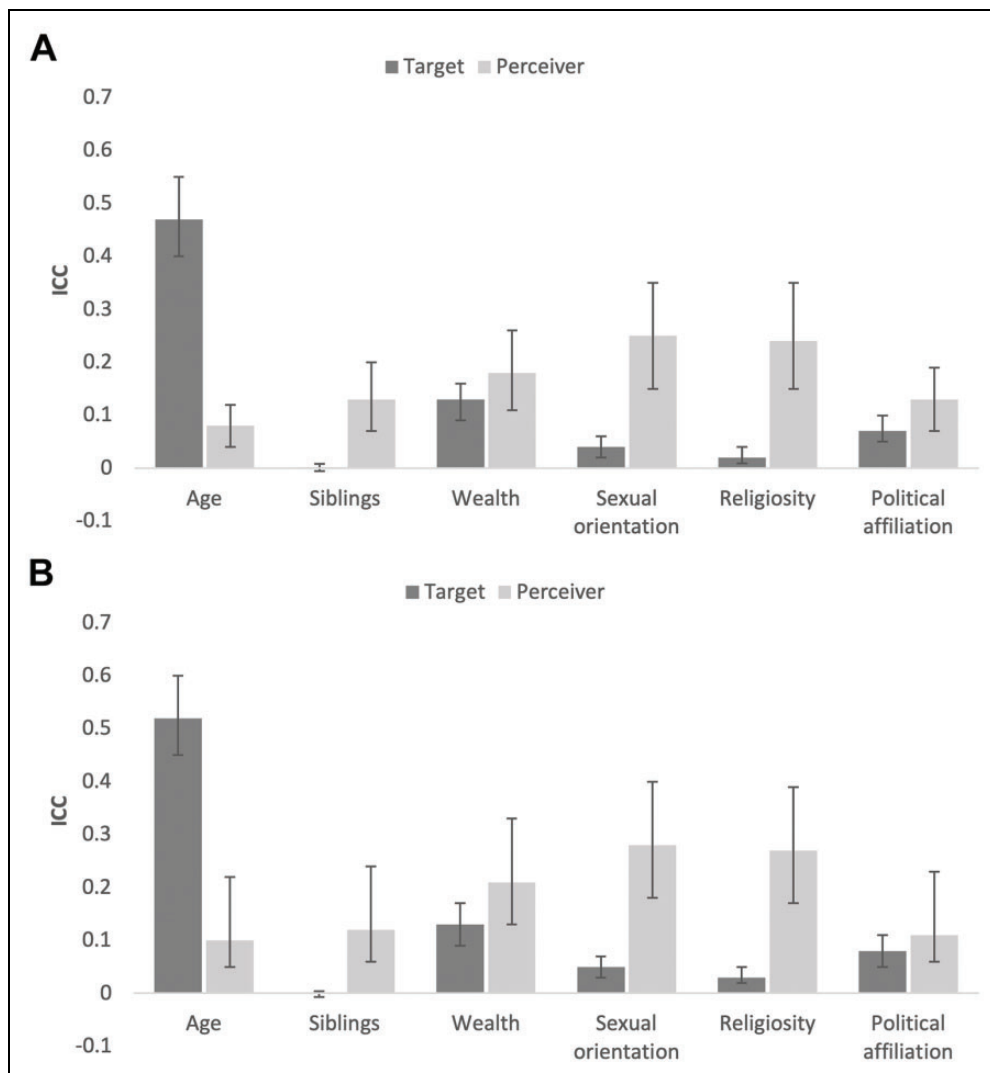 A
Target Perceiver
0.7
0.6
0.5
0.4
0.3
0.2
0.1
0
-0.1
ICC
Age Siblings Wealth Sexual orientation Religiosity Political affiliation
B
Target Perceiver
0.7
0.6
0.5
0.4
0.3
0.2
0.1
0
-0.1
ICC
Age Siblings Wealth Sexual orientation Religiosity Political affiliation